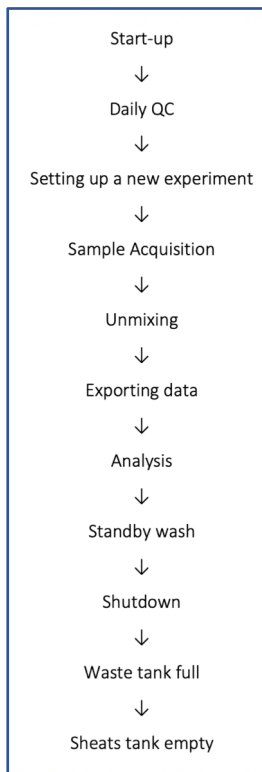 Start-up
↓
Daily QC
↓
Setting up a new experiment
↓
Sample Acquisition
↓
Unmixing
↓
Exporting data
↓
Analysis
↓
Standby wash
↓
Shutdown
↓
Waste tank full
↓
Sheats tank empty